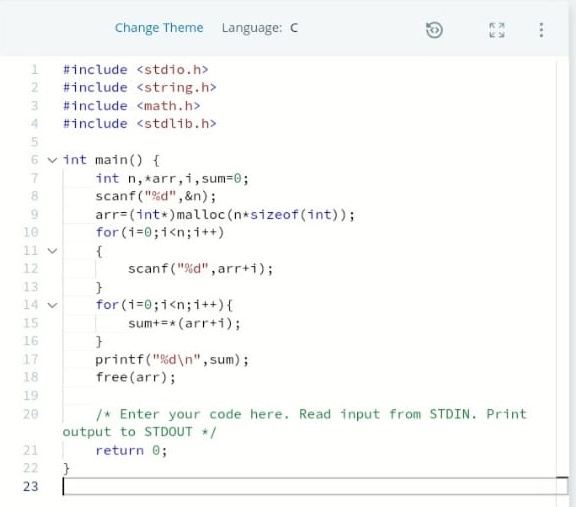 Change Theme Language: C
1 #include <stdio.h>
2 #include <string.h>
3 #include <math.h>
4 #include <stdlib.h>
5
6 int main() {
7 int n,*arr,i,sum=0;
8 scanf("%d",&n);
9 arr=(int*)malloc(n*sizeof(int));
10 for(i=0;i<n;i++)
11 {
12 scanf("%d",arr+i);
13 }
14 for(i=0;i<n;i++){
15 sum+=*(arr+i);
16 }
17 printf("%d\n",sum);
18 free(arr);
19
20 /* Enter your code here. Read input from STDIN. Print
output to STDOUT */
21 return 0;
22 }
23